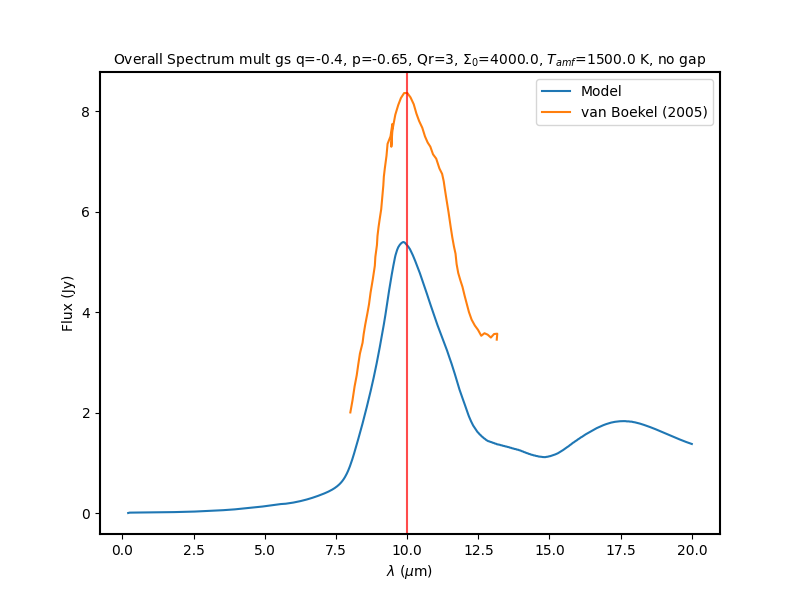 Overall Spectrum mult gs q=-0.4, p=-0.65, Qr=3, Σ₀=4000.0, Tₐₘf=1500.0 K, no gap
Model
van Boekel (2005)
8
6
4
2
0
Flux (Jy)
0.0 2.5 5.0 7.5 10.0 12.5 15.0 17.5 20.0
λ (μm)